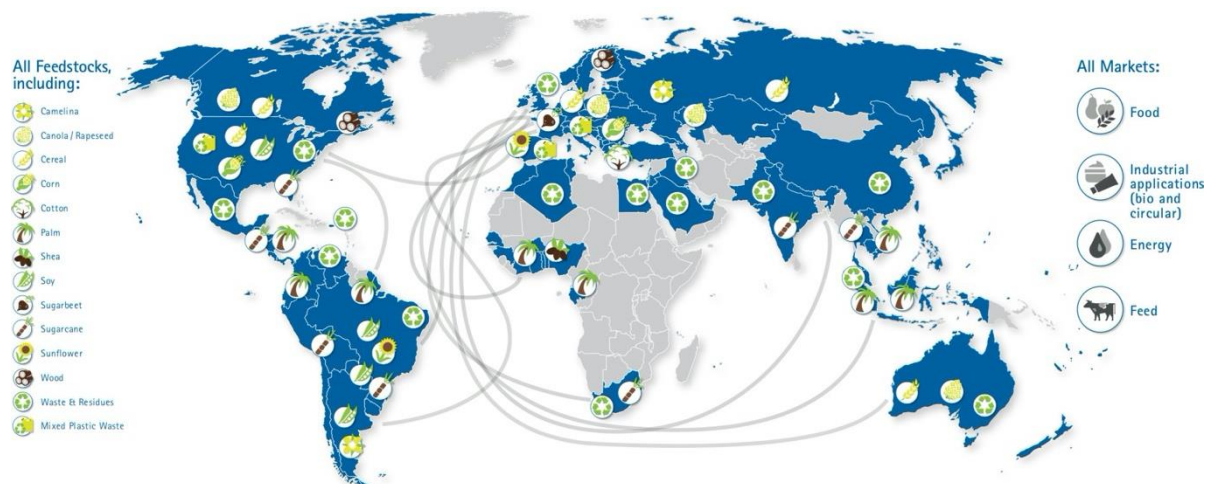 All Feedstocks,
including:
Camelina
Canola / Rapeseed
Cereal
Corn
Cotton
Palm
Shea
Soy
Sugarbeet
Sugarcane
Sunflower
Wood
Waste & Residues
Mixed Plastic Waste
All Markets:
Food
Industrial
applications
(bio and
circular)
Energy
Feed